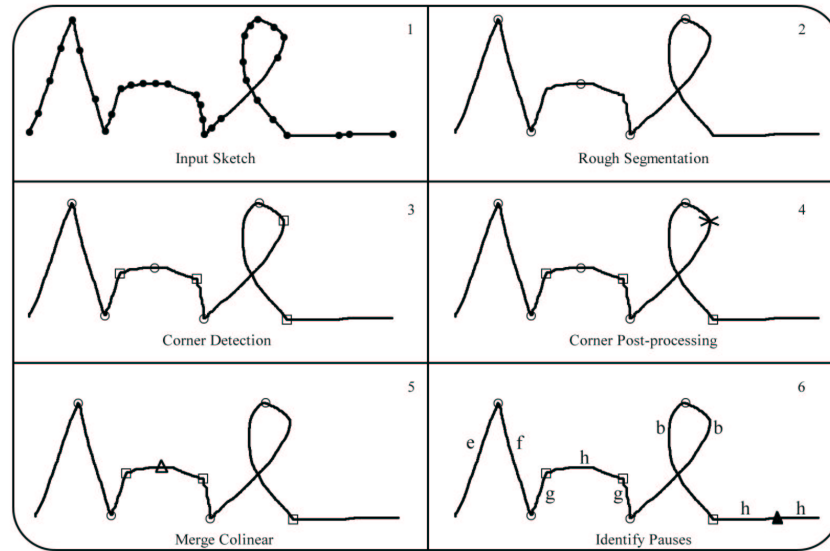 1
Input Sketch
2
Rough Segmentation
3
Corner Detection
4
Corner Post-processing
5
Merge Colinear
6
e f g h g b b h h
Identify Pauses